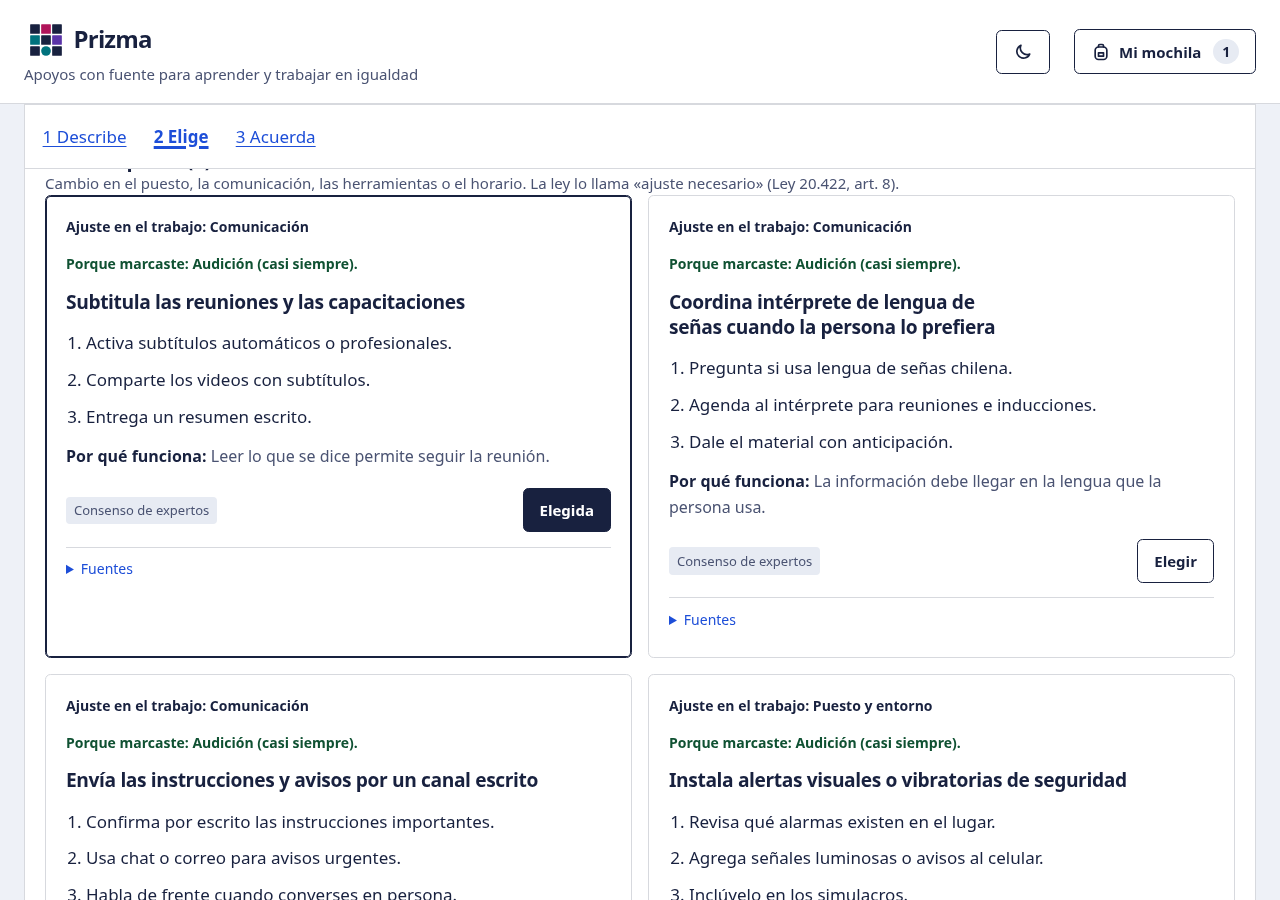 Prizma
Apoyos con fuente para aprender y trabajar en igualdad
Mi mochila 1
1 Describe 2 Elige 3 Acuerda
Cambio en el puesto, la comunicación, las herramientas o el horario. La ley lo llama «ajuste necesario» (Ley 20.422, art. 8).
Ajuste en el trabajo: Comunicación
Porque marcaste: Audición (casi siempre).
Subtitula las reuniones y las capacitaciones
1. Activa subtítulos automáticos o profesionales.
2. Comparte los videos con subtítulos.
3. Entrega un resumen escrito.
Por qué funciona: Leer lo que se dice permite seguir la reunión.
Consenso de expertos
Elegida
Fuentes
Ajuste en el trabajo: Comunicación
Porque marcaste: Audición (casi siempre).
Coordina intérprete de lengua de
señas cuando la persona lo prefiera
1. Pregunta si usa lengua de señas chilena.
2. Agenda al intérprete para reuniones e inducciones.
3. Dale el material con anticipación.
Por qué funciona: La información debe llegar en la lengua que la
persona usa.
Consenso de expertos
Elegir
Fuentes
Ajuste en el trabajo: Comunicación
Porque marcaste: Audición (casi siempre).
Envía las instrucciones y avisos por un canal escrito
1. Confirma por escrito las instrucciones importantes.
2. Usa chat o correo para avisos urgentes.
3. Habla de frente cuando converses en persona.
Ajuste en el trabajo: Puesto y entorno
Porque marcaste: Audición (casi siempre).
Instala alertas visuales o vibratorias de seguridad
1. Revisa qué alarmas existen en el lugar.
2. Agrega señales luminosas o avisos al celular.
3. Inclúyelo en los simulacros.